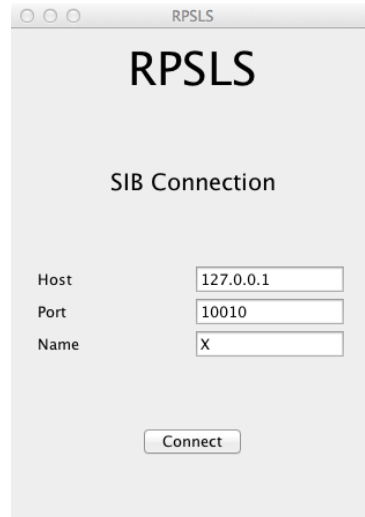 RPSLS
RPSLS
SIB Connection
Host 127.0.0.1
Port 10010
Name X
Connect